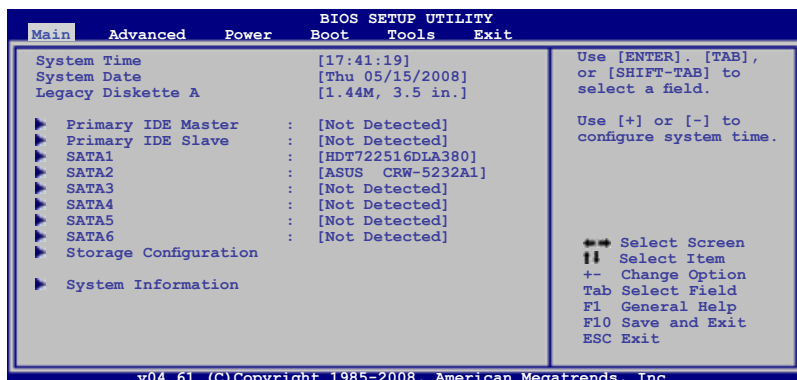 BIOS SETUP UTILITY
Main Advanced Power Boot Tools Exit
System Time [17:41:19]
System Date [Thu 05/15/2008]
Legacy Diskette A [1.44M, 3.5 in.]
Primary IDE Master : [Not Detected]
Primary IDE Slave : [Not Detected]
SATA1 : [HDT722516DLA380]
SATA2 : [ASUS CRW-5232A1]
SATA3 : [Not Detected]
SATA4 : [Not Detected]
SATA5 : [Not Detected]
SATA6 : [Not Detected]
Storage Configuration
System Information
Use [ENTER]. [TAB],
or [SHIFT-TAB] to
select a field.
Use [+] or [-] to
configure system time.
Select Screen
Select Item
+- Change Option
Tab Select Field
F1 General Help
F10 Save and Exit
ESC Exit
v04.61 (C)Copyright 1985-2008, American Megatrends, Inc.